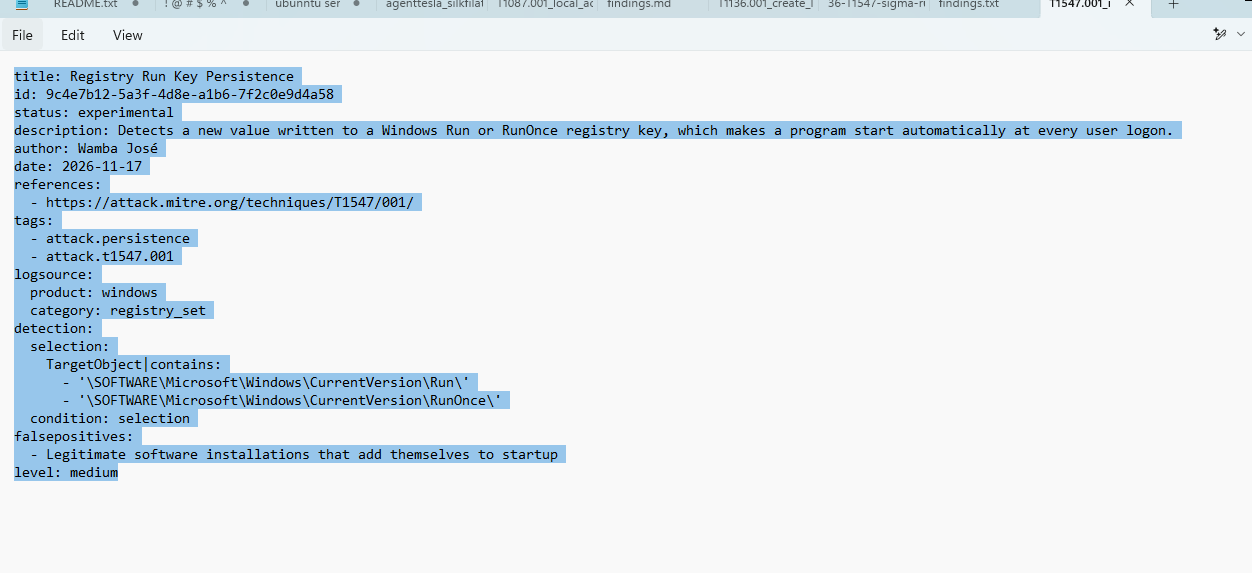 README.txt ! @ # $ % ^ ubunntu ser agenttesla_silkfilat T1087.001_local_ac findings.md T1136.001_create_l 36-T1547-sigma-ru findings.txt T1547.001_i
File Edit View
title: Registry Run Key Persistence
id: 9c4e7b12-5a3f-4d8e-a1b6-7f2c0e9d4a58
status: experimental
description: Detects a new value written to a Windows Run or RunOnce registry key, which makes a program start automatically at every user logon.
author: Wamba José
date: 2026-11-17
references:
  - https://attack.mitre.org/techniques/T1547/001/
tags:
  - attack.persistence
  - attack.t1547.001
logsource:
  product: windows
  category: registry_set
detection:
  selection:
    TargetObject|contains:
      - '\SOFTWARE\Microsoft\Windows\CurrentVersion\Run\'
      - '\SOFTWARE\Microsoft\Windows\CurrentVersion\RunOnce\'
  condition: selection
falsepositives:
  - Legitimate software installations that add themselves to startup
level: medium